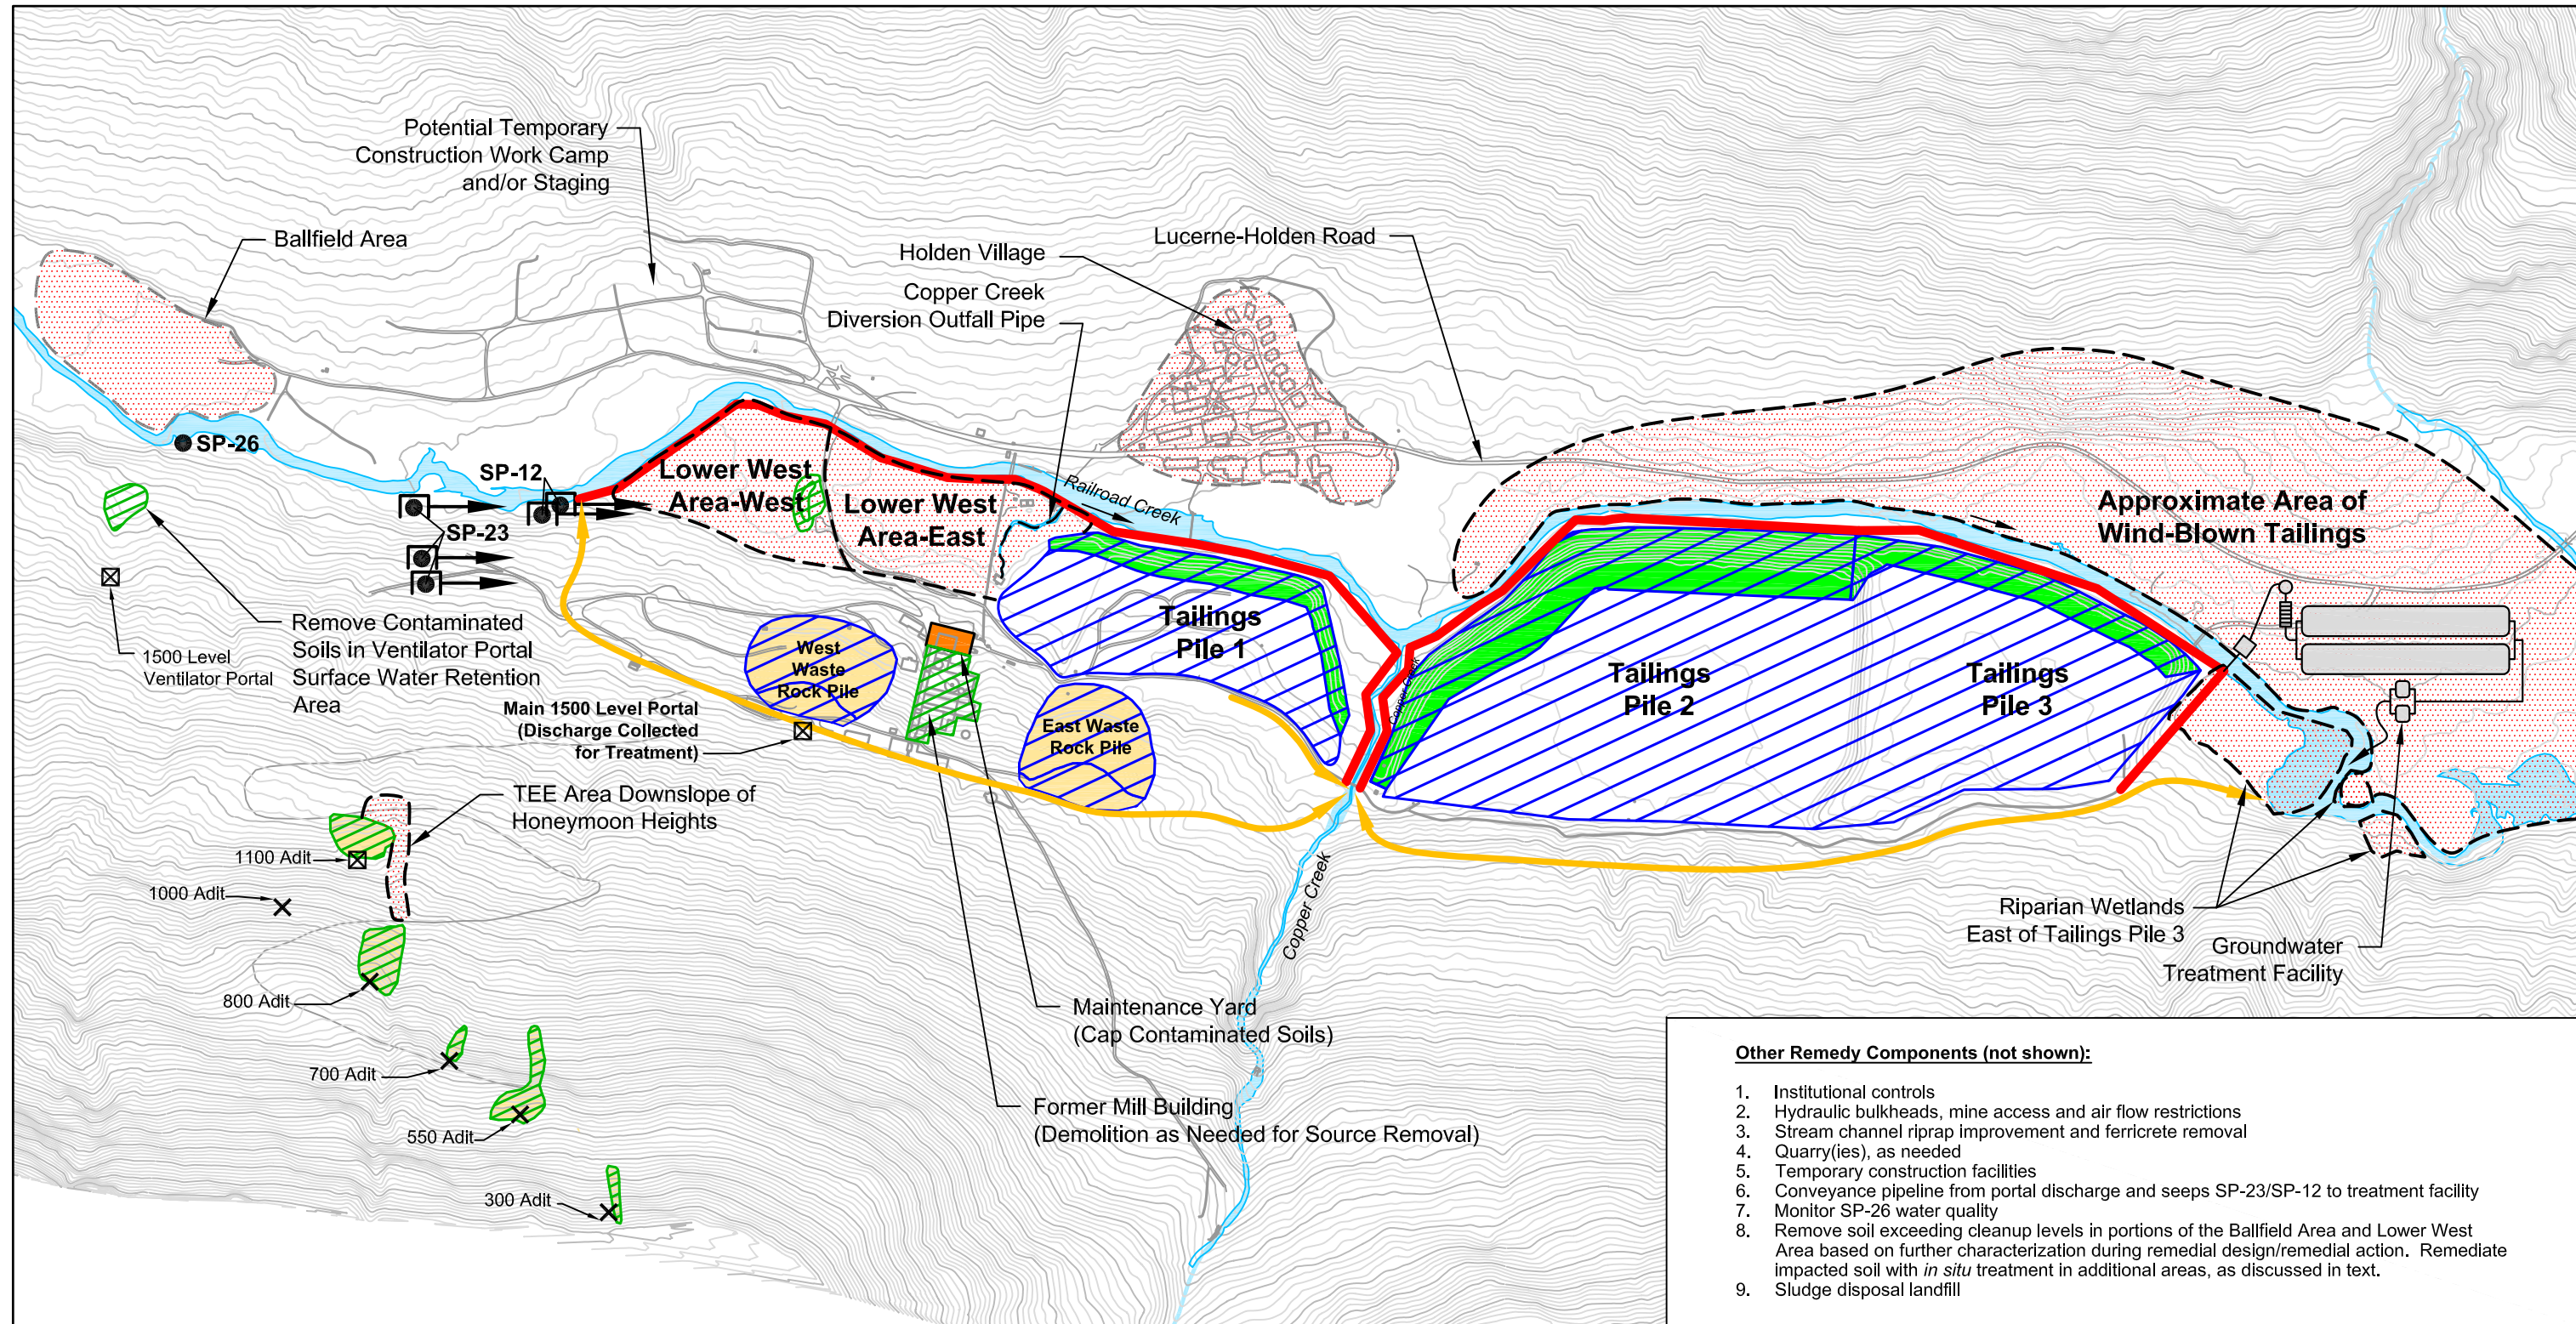 Potential Temporary
Construction Work Camp
and/or Staging
Ballfield Area
Holden Village
Lucerne-Holden Road
Copper Creek
Diversion Outfall Pipe
SP-26
SP-12
SP-23
Lower West
Area-West
Lower West
Area-East
Railroad Creek
Approximate Area of
Wind-Blown Tailings
Remove Contaminated
Soils in Ventilator Portal
Surface Water Retention
Area
1500 Level
Ventilator Portal
West
Waste
Rock Pile
Tailings
Pile 1
Copper Creek
Tailings
Pile 2
Tailings
Pile 3
Main 1500 Level Portal
(Discharge Collected
for Treatment)
East Waste
Rock Pile
TEE Area Downslope of
Honeymoon Heights
1100 Adit
1000 Adit
800 Adit
700 Adit
550 Adit
300 Adit
Copper Creek
Riparian Wetlands
East of Tailings Pile 3
Groundwater
Treatment Facility
Maintenance Yard
(Cap Contaminated Soils)
Former Mill Building
(Demolition as Needed for Source Removal)
Other Remedy Components (not shown):
1. Institutional controls
2. Hydraulic bulkheads, mine access and air flow restrictions
3. Stream channel riprap improvement and ferricrete removal
4. Quarry(ies), as needed
5. Temporary construction facilities
6. Conveyance pipeline from portal discharge and seeps SP-23/SP-12 to treatment facility
7. Monitor SP-26 water quality
8. Remove soil exceeding cleanup levels in portions of the Ballfield Area and Lower West
Area based on further characterization during remedial design/remedial action. Remediate
impacted soil with in situ treatment in additional areas, as discussed in text.
9. Sludge disposal landfill